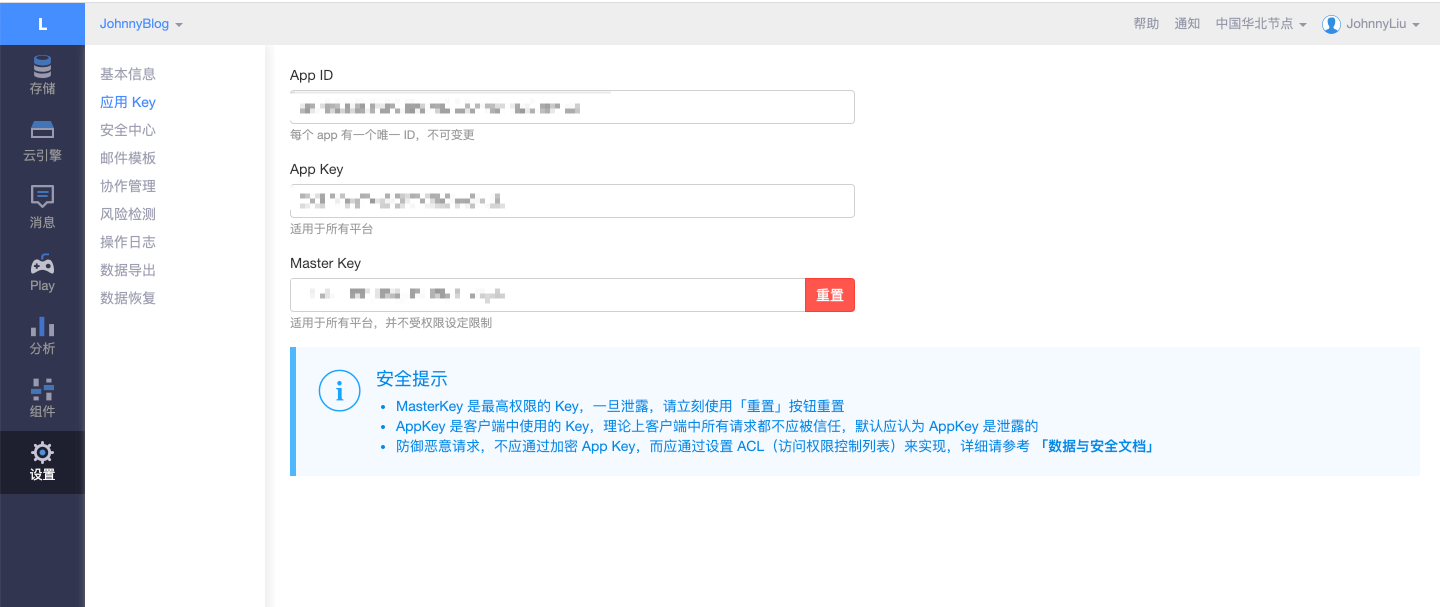 L
JohnnyBlog
帮助 通知 中国华北节点 JohnnyLiu
存储
云引擎
消息
Play
分析
组件
设置
基本信息
应用 Key
安全中心
邮件模板
协作管理
风险检测
操作日志
数据导出
数据恢复
App ID
每个 app 有一个唯一 ID，不可变更
App Key
适用于所有平台
Master Key
重置
适用于所有平台，并不受权限设定限制
安全提示
MasterKey 是最高权限的 Key，一旦泄露，请立刻使用「重置」按钮重置
AppKey 是客户端中使用的 Key，理论上客户端中所有请求都不应被信任，默认应认为 AppKey 是泄露的
防御恶意请求，不应通过加密 App Key，而应通过设置 ACL（访问权限控制列表）来实现，详细请参考 「数据与安全文档」